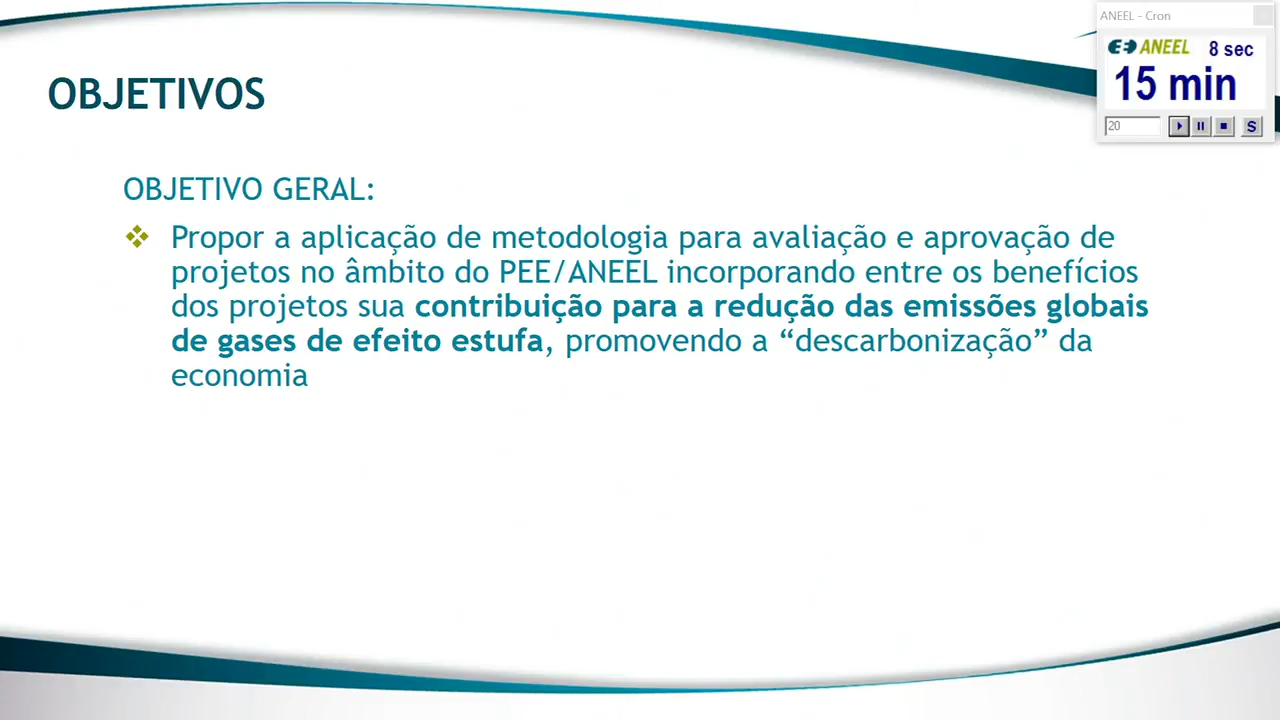 ANEEL - Cron
ANEEL 8 sec
15 min
20
S
OBJETIVOS
OBJETIVO GERAL:
Propor a aplicação de metodologia para avaliação e aprovação de
projetos no âmbito do PEE/ANEEL incorporando entre os benefícios
dos projetos sua contribuição para a redução das emissões globais
de gases de efeito estufa, promovendo a “descarbonização” da
economia